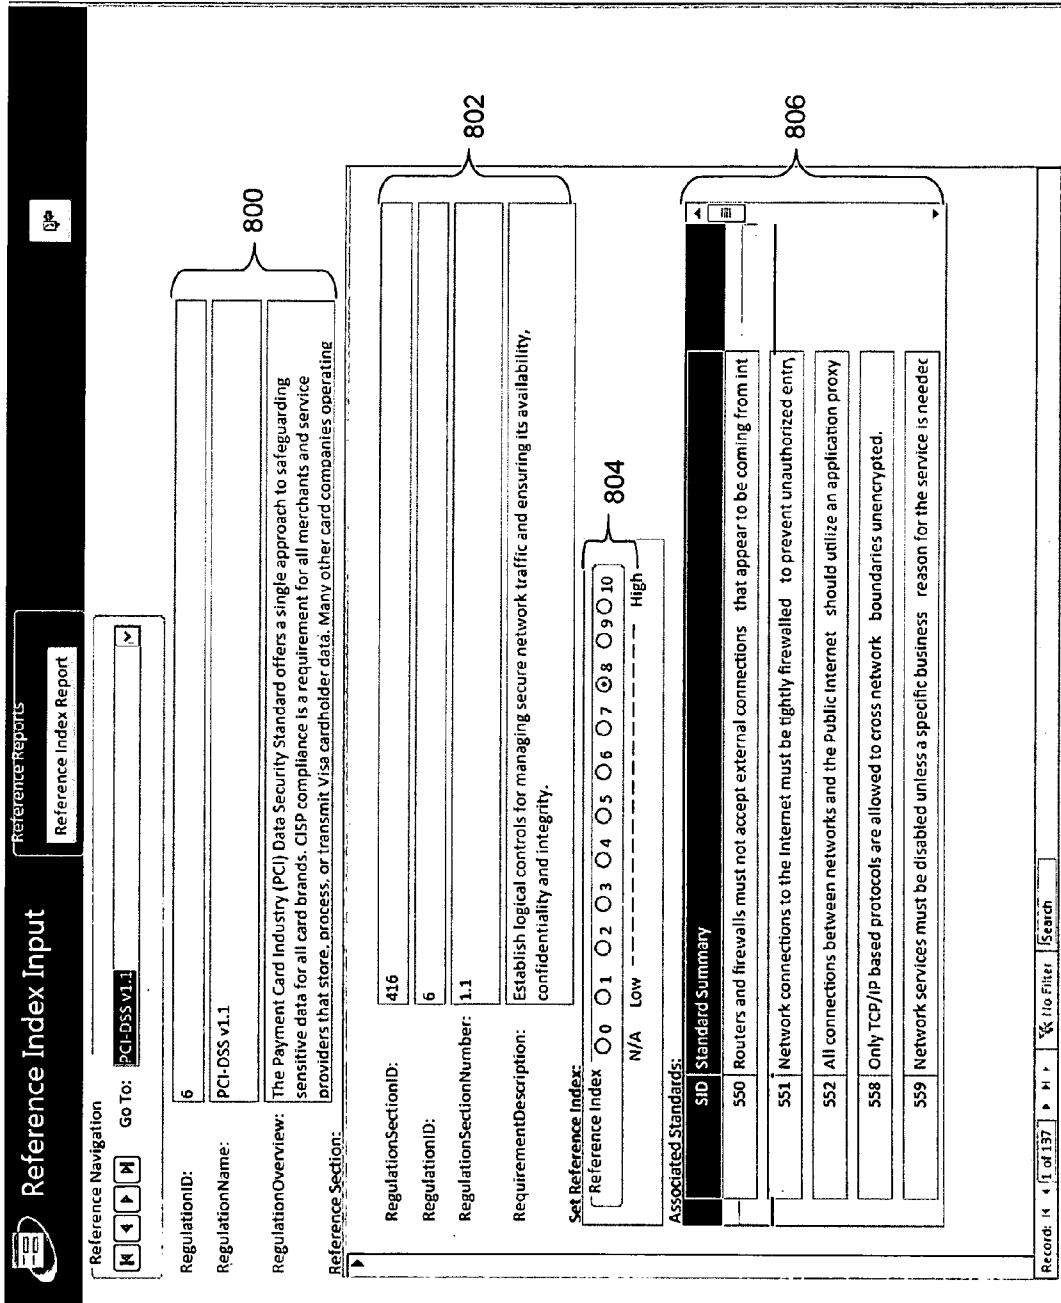 Reference Index Input
Reference Reports
Reference Index Report
Reference Navigation
Go To: PCI-DSS v1.1
RegulationID: 6
RegulationName: PCI-DSS v1.1
RegulationOverview: The Payment Card Industry (PCI) Data Security Standard offers a single approach to safeguarding
sensitive data for all card brands. CISP compliance is a requirement for all merchants and service
providers that store, process, or transmit Visa cardholder data. Many other card companies operating
800
Reference Section:
RegulationSectionID: 416
RegulationID: 6
RegulationSectionNumber: 1.1
RequirementDescription: Establish logical controls for managing secure network traffic and ensuring its availability,
confidentiality and integrity.
802
Set Reference Index:
Reference Index 0 1 2 3 4 5 6 7 8 9 10
N/A Low High
804
Associated Standards:
SID Standard Summary
550 Routers and firewalls must not accept external connections that appear to be coming from int
551 Network connections to the Internet must be tightly firewalled to prevent unauthorized entry
552 All connections between networks and the Public Internet should utilize an application proxy
558 Only TCP/IP based protocols are allowed to cross network boundaries unencrypted.
559 Network services must be disabled unless a specific business reason for the service is needed
806
Record: 1 of 137 No Filter Search